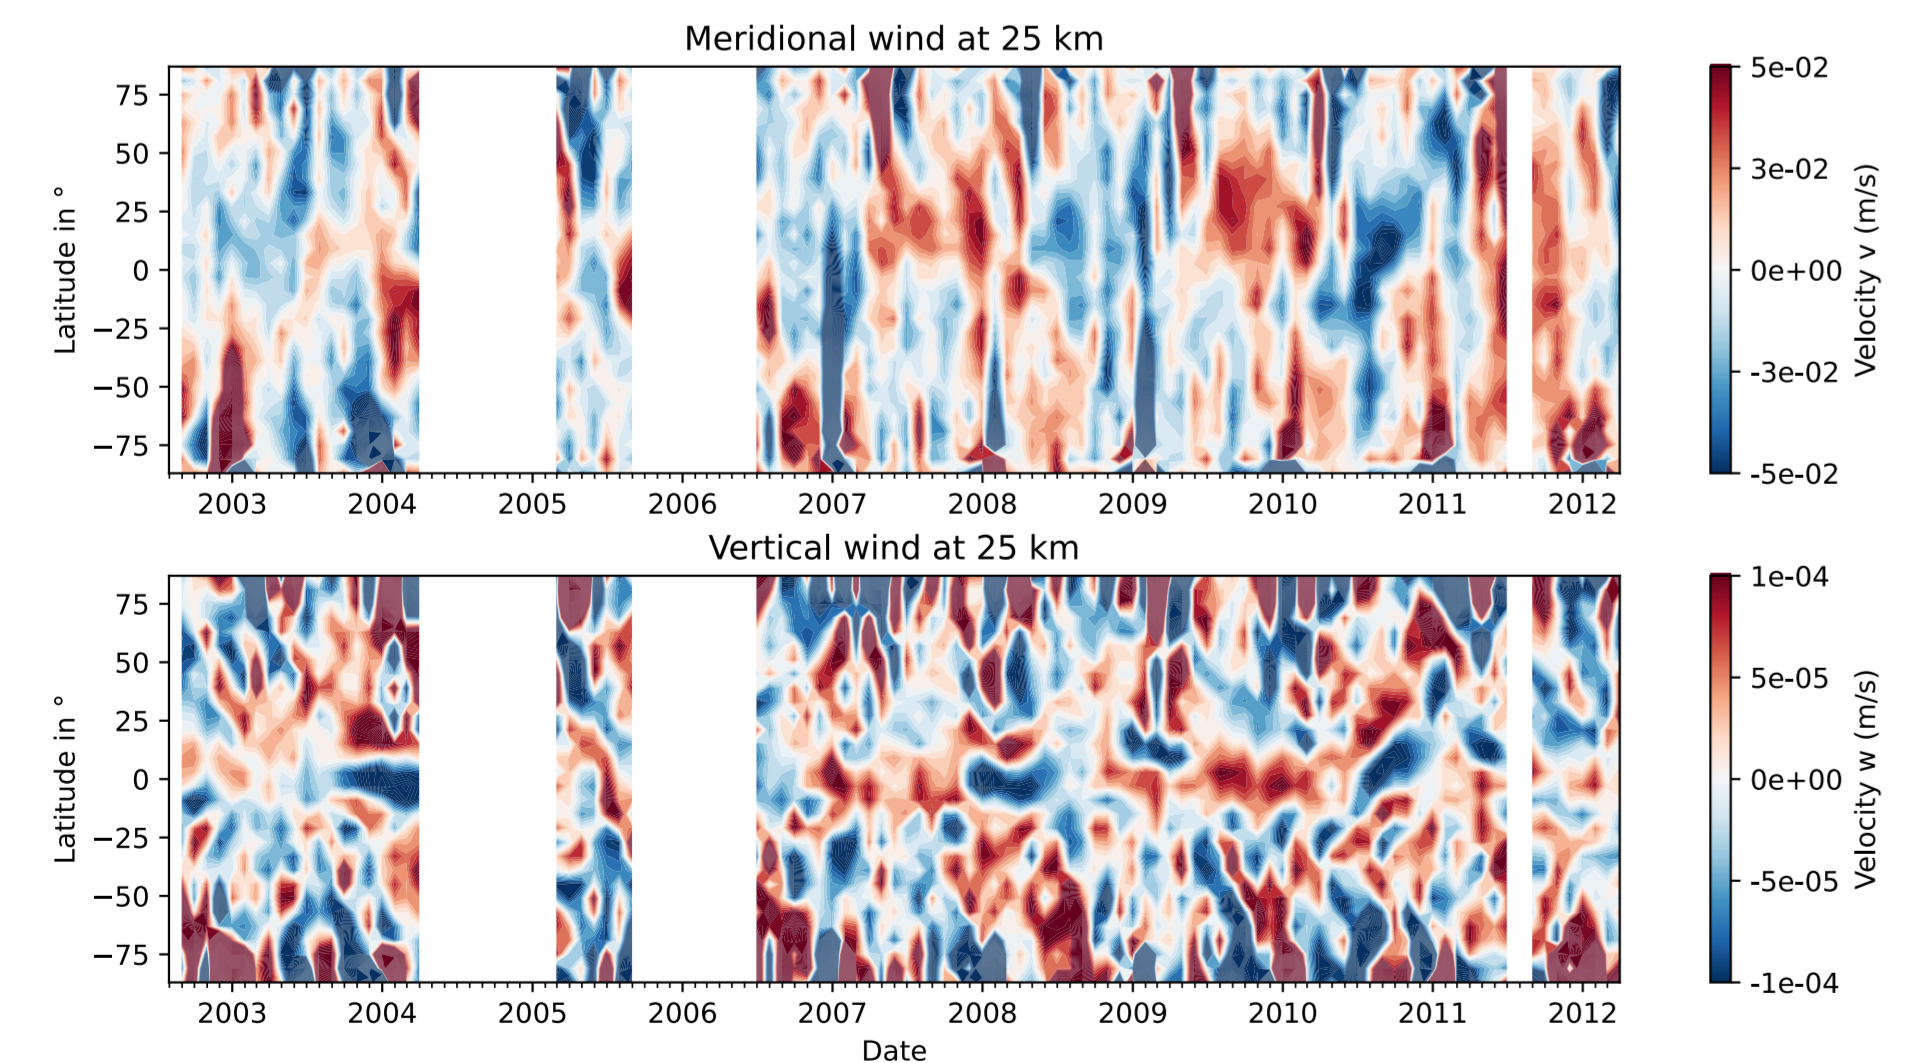 Meridional wind at 25 km
Latitude in °
75
50
25
0
−25
−50
−75
2003 2004 2005 2006 2007 2008 2009 2010 2011 2012
5e-02
3e-02
0e+00
-3e-02
-5e-02
Velocity v (m/s)
Vertical wind at 25 km
Latitude in °
75
50
25
0
−25
−50
−75
2003 2004 2005 2006 2007 2008 2009 2010 2011 2012
Date
1e-04
5e-05
0e+00
-5e-05
-1e-04
Velocity w (m/s)